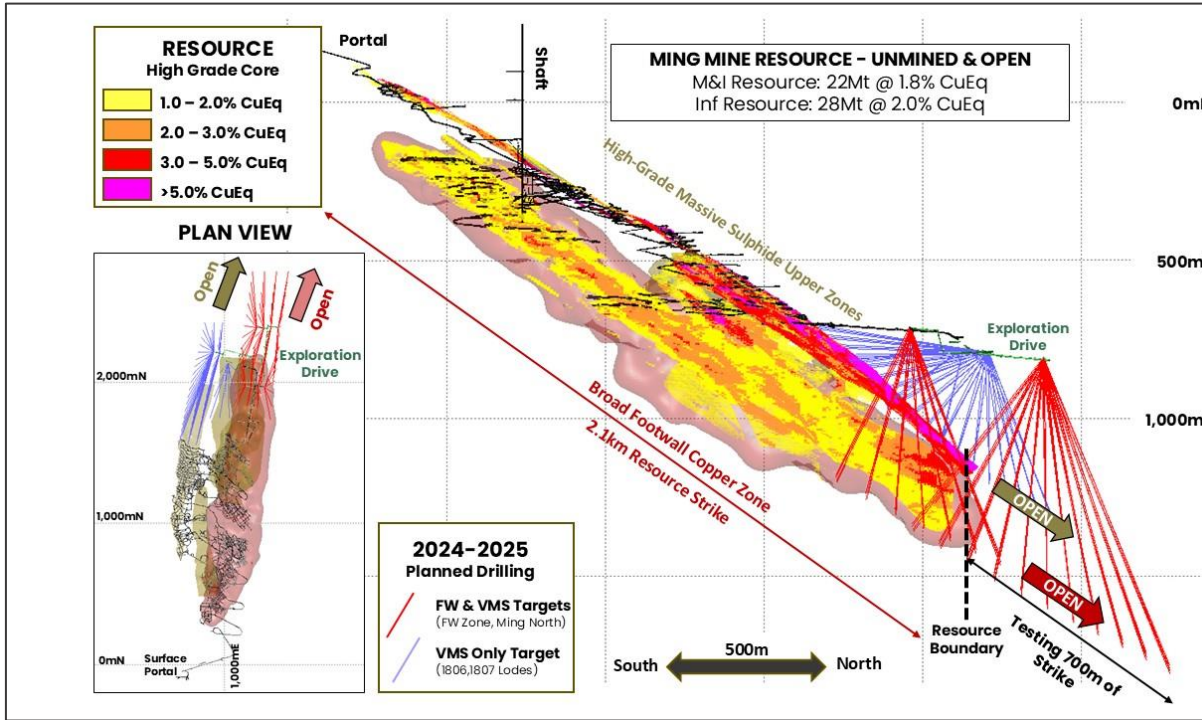 RESOURCE
High Grade Core
1.0 – 2.0% CuEq
2.0 – 3.0% CuEq
3.0 – 5.0% CuEq
>5.0% CuEq
Portal
Shaft
MING MINE RESOURCE - UNMINED & OPEN
M&I Resource: 22Mt @ 1.8% CuEq
Inf Resource: 28Mt @ 2.0% CuEq
High-Grade Massive Sulphide Upper Zones
500m
1,000m
PLAN VIEW
Open
Open
Exploration
Drive
2,000mN
1,000mN
0mN
Surface
Portal
1,000mE
Exploration
Drive
Broad Footwall Copper Zone
2.1km Resource Strike
OPEN
OPEN
2024-2025
Planned Drilling
FW & VMS Targets
(FW Zone, Ming North)
VMS Only Target
(1806,1807 Lodes)
500m
South
North
Resource
Boundary
Testing 700m of
Strike